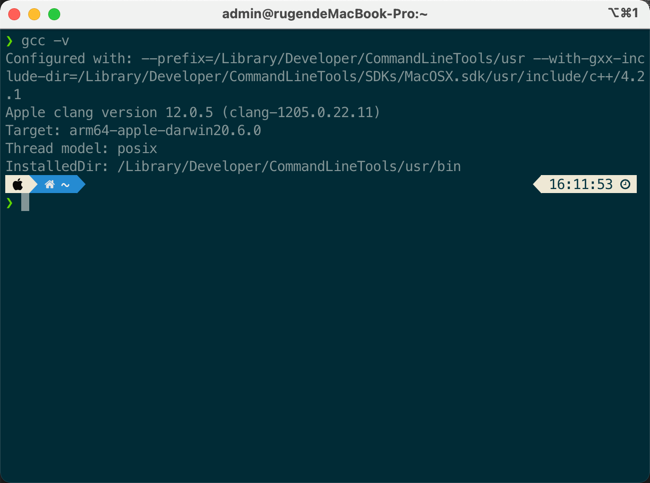 admin@rugendeMacBook-Pro:~
⌥⌘1
❯ gcc -v
Configured with: --prefix=/Library/Developer/CommandLineTools/usr --with-gxx-inc
lude-dir=/Library/Developer/CommandLineTools/SDKs/MacOSX.sdk/usr/include/c++/4.2
.1
Apple clang version 12.0.5 (clang-1205.0.22.11)
Target: arm64-apple-darwin20.6.0
Thread model: posix
InstalledDir: /Library/Developer/CommandLineTools/usr/bin
~ 16:11:53
❯